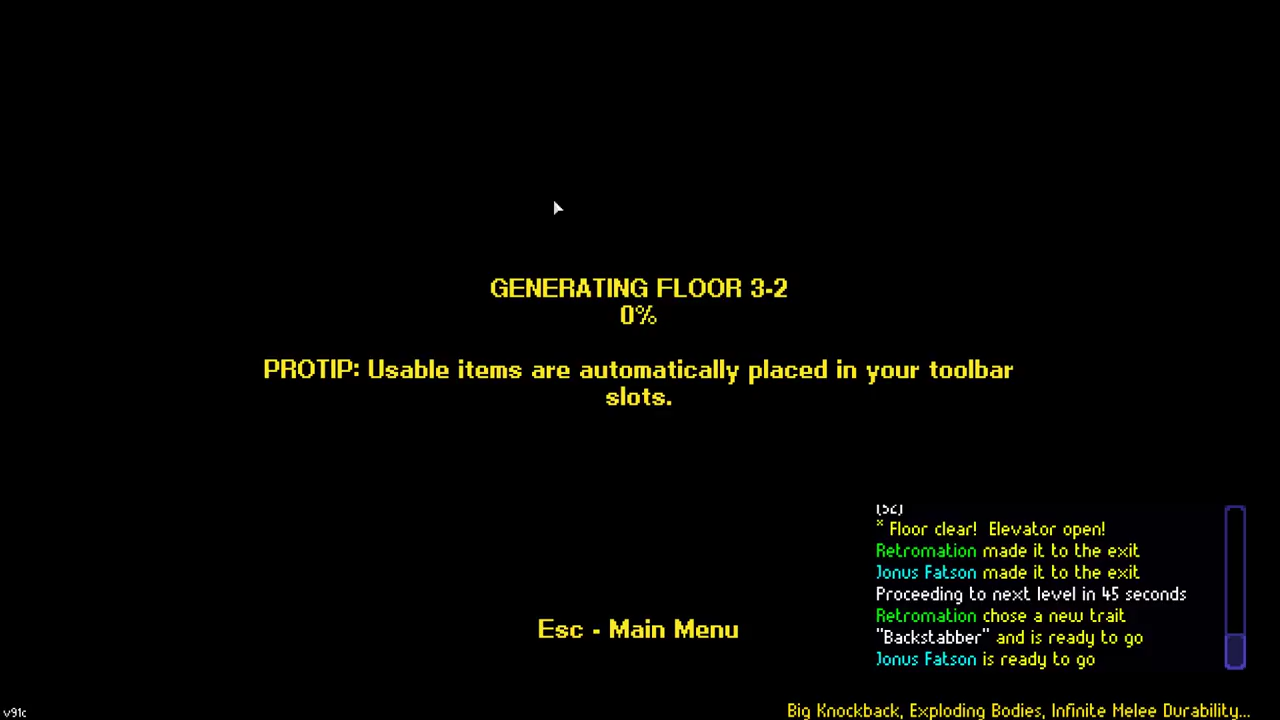 GENERATING FLOOR 3-2
0%
PROTIP: Usable items are automatically placed in your toolbar
slots.
(52)
* Floor clear! Elevator open!
Retromation made it to the exit
Jonus Fatson made it to the exit
Proceeding to next level in 45 seconds
Retromation chose a new trait
"Backstabber" and is ready to go
Jonus Fatson is ready to go
Esc - Main Menu
v91c
Big Knockback, Exploding Bodies, Infinite Melee Durability...